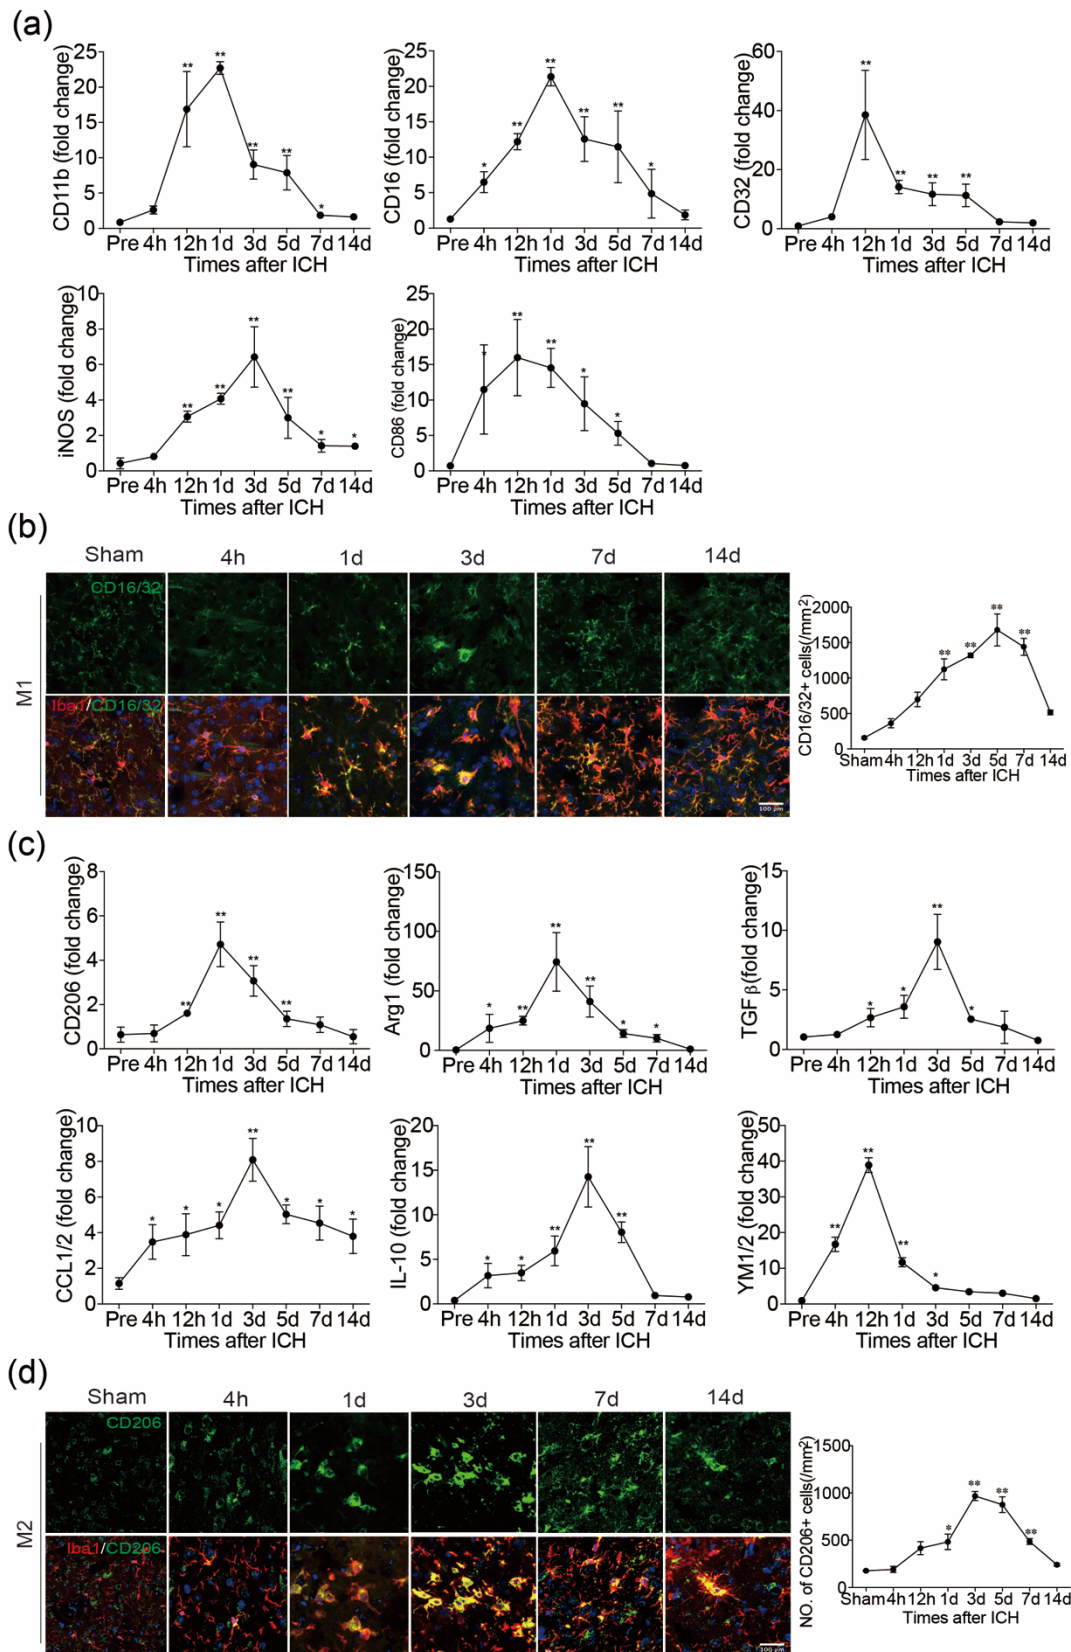 (a)
CD11b (fold change)
25
20
15
10
5
0
** ** ** ** *
Pre 4h 12h 1d 3d 5d 7d 14d
Times after ICH
CD16 (fold change)
25
20
15
10
5
0
* ** ** ** ** *
Pre 4h 12h 1d 3d 5d 7d 14d
Times after ICH
CD32 (fold change)
60
40
20
0
** ** ** **
Pre 4h 12h 1d 3d 5d 7d 14d
Times after ICH
iNOS (fold change)
10
8
6
4
2
0
** ** ** ** * *
Pre 4h 12h 1d 3d 5d 7d 14d
Times after ICH
CD86 (fold change)
25
20
15
10
5
0
* ** ** * *
Pre 4h 12h 1d 3d 5d 7d 14d
Times after ICH
(b)
Sham 4h 1d 3d 7d 14d
M1
CD16/32
Iba1/CD16/32
100 μm
CD16/32+ cells(/mm²)
2000
1500
1000
500
0
** ** ** **
Sham 4h 12h 1d 3d 5d 7d 14d
Times after ICH
(c)
CD206 (fold change)
8
6
4
2
0
** ** ** **
Pre 4h 12h 1d 3d 5d 7d 14d
Times after ICH
Arg1 (fold change)
150
100
50
0
* ** ** ** * *
Pre 4h 12h 1d 3d 5d 7d 14d
Times after ICH
TGFβ(fold change)
15
10
5
0
* * ** *
Pre 4h 12h 1d 3d 5d 7d 14d
Times after ICH
CCL1/2 (fold change)
10
8
6
4
2
0
* * * ** * * *
Pre 4h 12h 1d 3d 5d 7d 14d
Times after ICH
IL-10 (fold change)
20
15
10
5
0
* * ** ** **
Pre 4h 12h 1d 3d 5d 7d 14d
Times after ICH
YM1/2 (fold change)
50
40
30
20
10
0
** ** ** *
Pre 4h 12h 1d 3d 5d 7d 14d
Times after ICH
(d)
Sham 4h 1d 3d 7d 14d
M2
CD206
Iba1/CD206
100 μm
NO. of CD206+ cells(/mm²)
1500
1000
500
0
* ** ** **
Sham 4h 12h 1d 3d 5d 7d 14d
Times after ICH